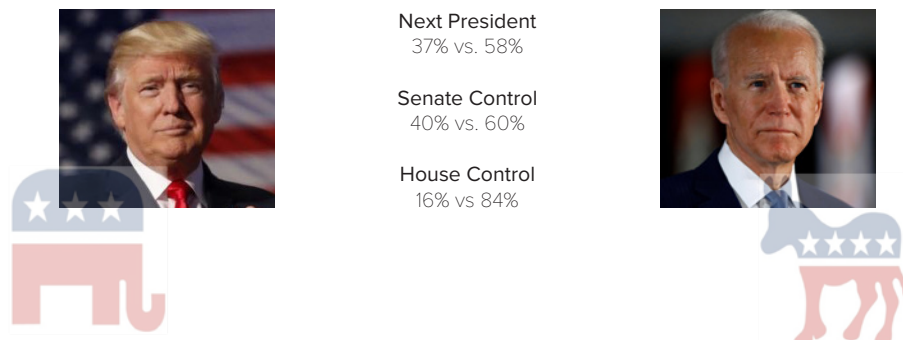 Next President
37% vs. 58%
Senate Control
40% vs. 60%
House Control
16% vs 84%